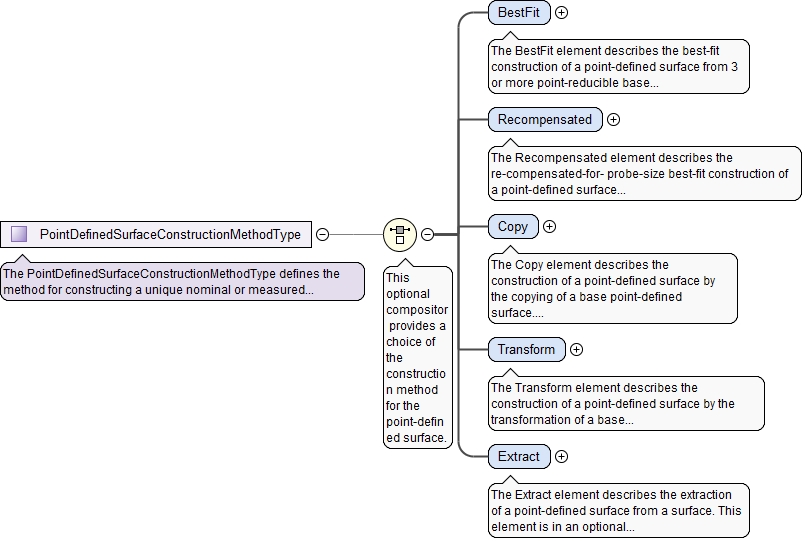 BestFit
The BestFit element describes the best-fit
construction of a point-defined surface from 3
or more point-reducible base...
Recompensated
The Recompensated element describes the
re-compensated-for- probe-size best-fit construction of
a point-defined surface...
PointDefinedSurfaceConstructionMethodType
The PointDefinedSurfaceConstructionMethodType defines the
method for constructing a unique nominal or measured...
This
optional
compositor
provides a
choice of
the
constructio
n method
for the
point-defin
ed surface.
Copy
The Copy element describes the
construction of a point-defined surface by
the copying of a base point-defined
surface....
Transform
The Transform element describes the
construction of a point-defined surface by the
transformation of a base...
Extract
The Extract element describes the extraction
of a point-defined surface from a surface. This
element is in an optional...